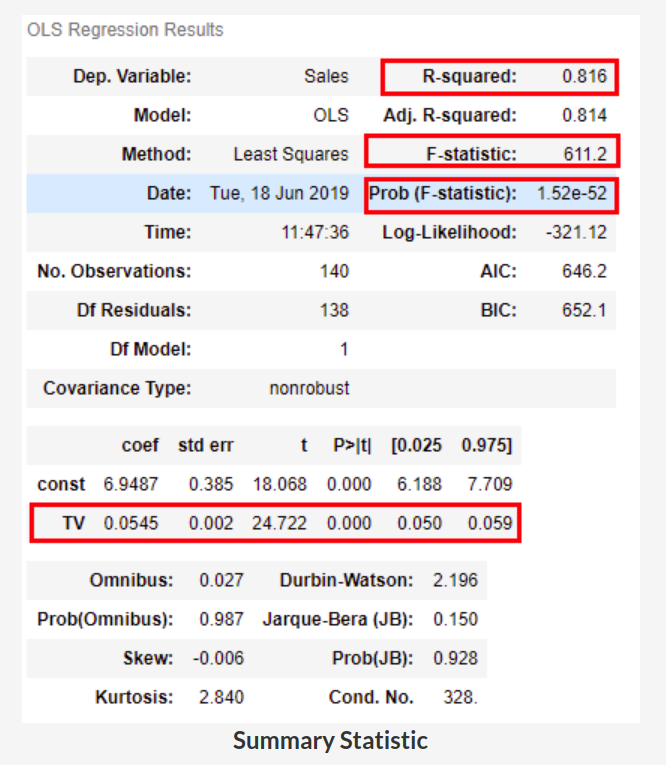 OLS Regression Results
Dep. Variable: Sales R-squared: 0.816
Model: OLS Adj. R-squared: 0.814
Method: Least Squares F-statistic: 611.2
Date: Tue, 18 Jun 2019 Prob (F-statistic): 1.52e-52
Time: 11:47:36 Log-Likelihood: -321.12
No. Observations: 140 AIC: 646.2
Df Residuals: 138 BIC: 652.1
Df Model: 1
Covariance Type: nonrobust
coef std err t P>|t| [0.025 0.975]
const 6.9487 0.385 18.068 0.000 6.188 7.709
TV 0.0545 0.002 24.722 0.000 0.050 0.059
Omnibus: 0.027 Durbin-Watson: 2.196
Prob(Omnibus): 0.987 Jarque-Bera (JB): 0.150
Skew: -0.006 Prob(JB): 0.928
Kurtosis: 2.840 Cond. No. 328.
Summary Statistic